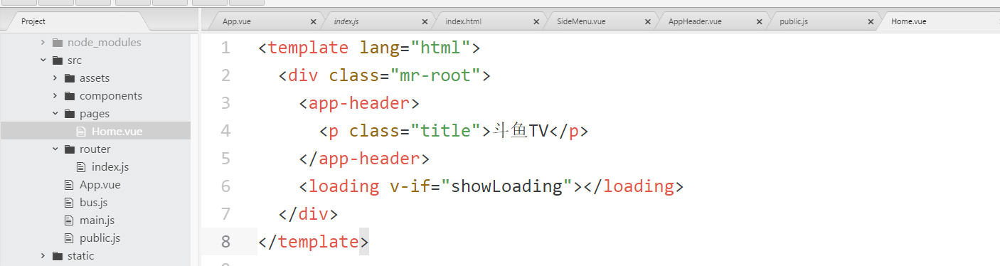 Project
App.vue
index.js
index.html
SideMenu.vue
AppHeader.vue
public.js
Home.vue
node_modules
src
assets
components
pages
Home.vue
router
index.js
App.vue
bus.js
main.js
public.js
static
1 <template lang="html">
2 <div class="mr-root">
3 <app-header>
4 <p class="title">斗鱼TV</p>
5 </app-header>
6 <loading v-if="showLoading"></loading>
7 </div>
8 </template>